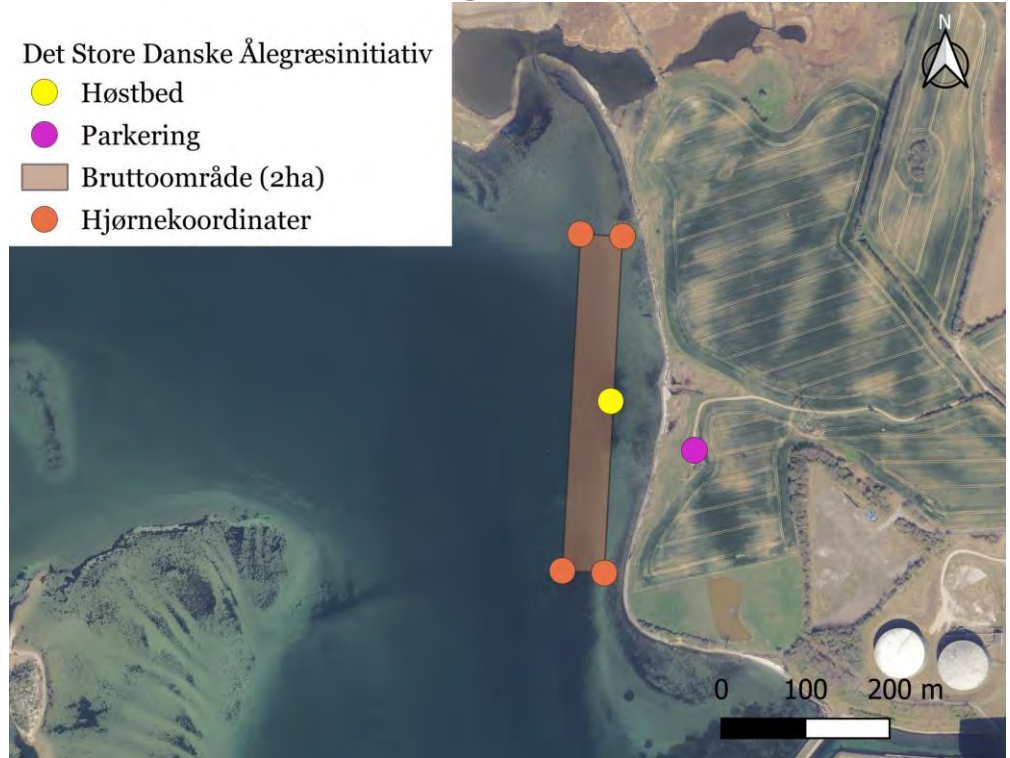 Det Store Danske Ålegræsinitiativ
Høstbed
Parkering
Bruttoområde (2ha)
Hjørnekoordinater
N
0 100 200 m